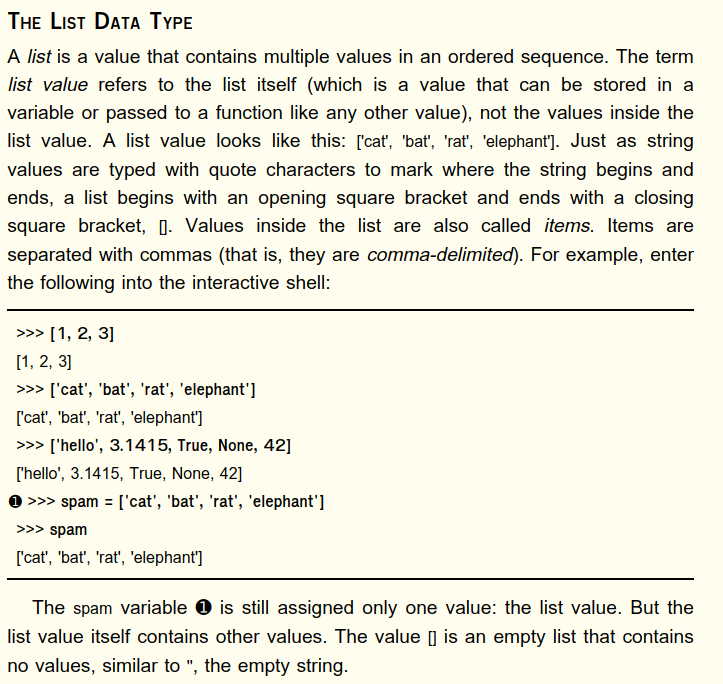 THE LIST DATA TYPE
A list is a value that contains multiple values in an ordered sequence. The term
list value refers to the list itself (which is a value that can be stored in a
variable or passed to a function like any other value), not the values inside the
list value. A list value looks like this: ['cat', 'bat', 'rat', 'elephant']. Just as string
values are typed with quote characters to mark where the string begins and
ends, a list begins with an opening square bracket and ends with a closing
square bracket, []. Values inside the list are also called items. Items are
separated with commas (that is, they are comma-delimited). For example, enter
the following into the interactive shell:
>>> [1, 2, 3]
[1, 2, 3]
>>> ['cat', 'bat', 'rat', 'elephant']
['cat', 'bat', 'rat', 'elephant']
>>> ['hello', 3.1415, True, None, 42]
['hello', 3.1415, True, None, 42]
❶ >>> spam = ['cat', 'bat', 'rat', 'elephant']
>>> spam
['cat', 'bat', 'rat', 'elephant']
The spam variable ❶ is still assigned only one value: the list value. But the
list value itself contains other values. The value [] is an empty list that contains
no values, similar to '', the empty string.